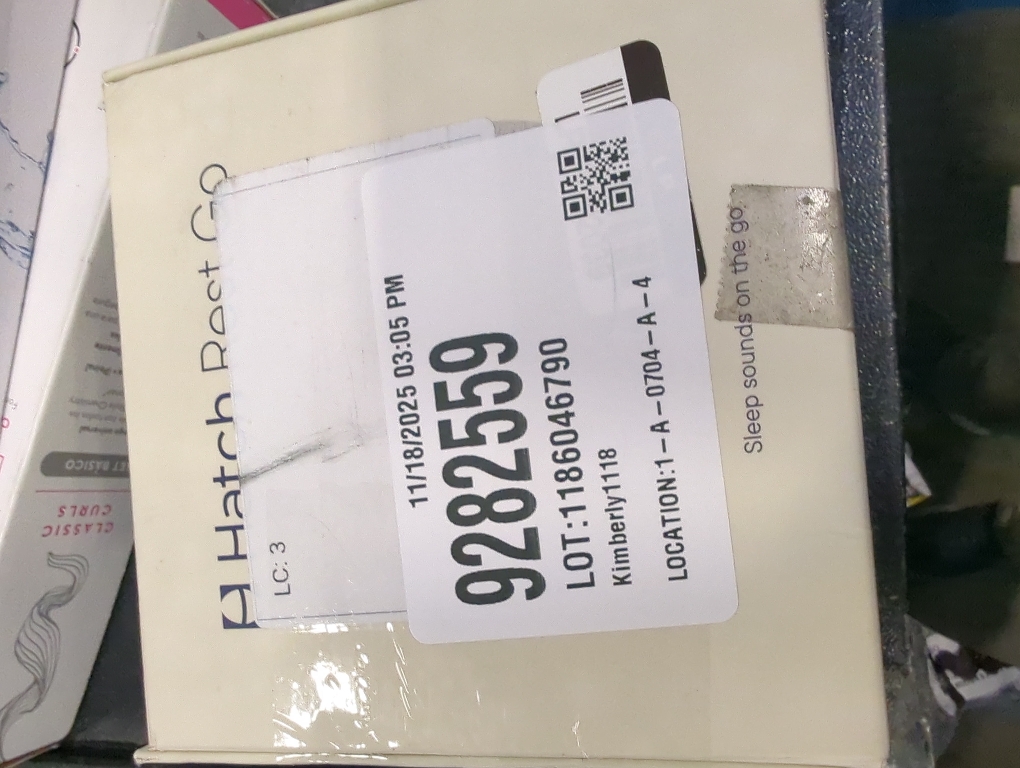 Hatch Rest Go
LC: 3
11/18/2025 03:05 PM
9282559
LOT:1186046790
Kimberly1118
LOCATION:1-A-0704-A-4
Sleep sounds on the go.
CLASSIC
CURLS